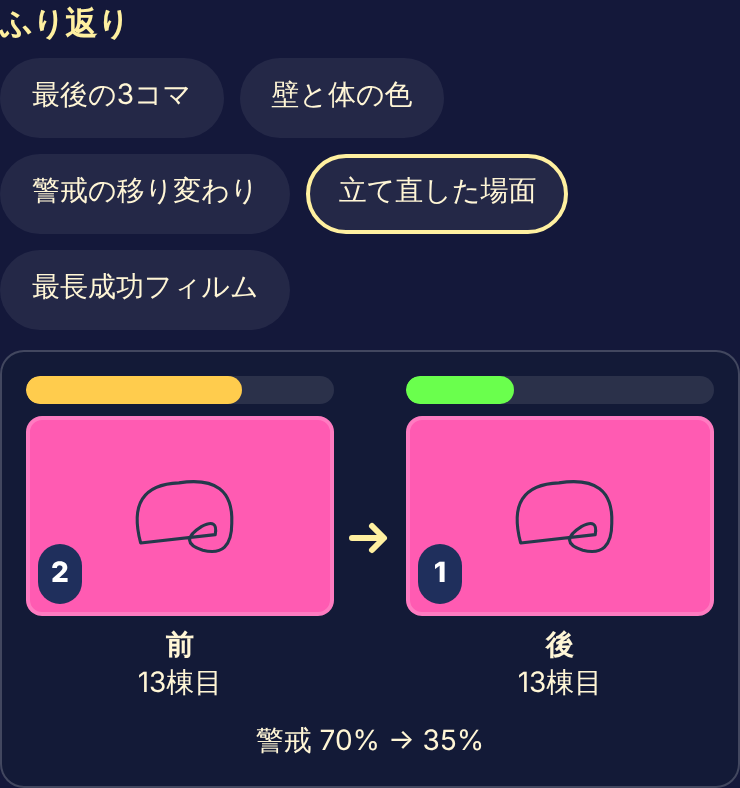 ふり返り
最後の3コマ
壁と体の色
警戒の移り変わり
立て直した場面
最長成功フィルム
2
1
前
後
13棟目
13棟目
警戒 70% → 35%